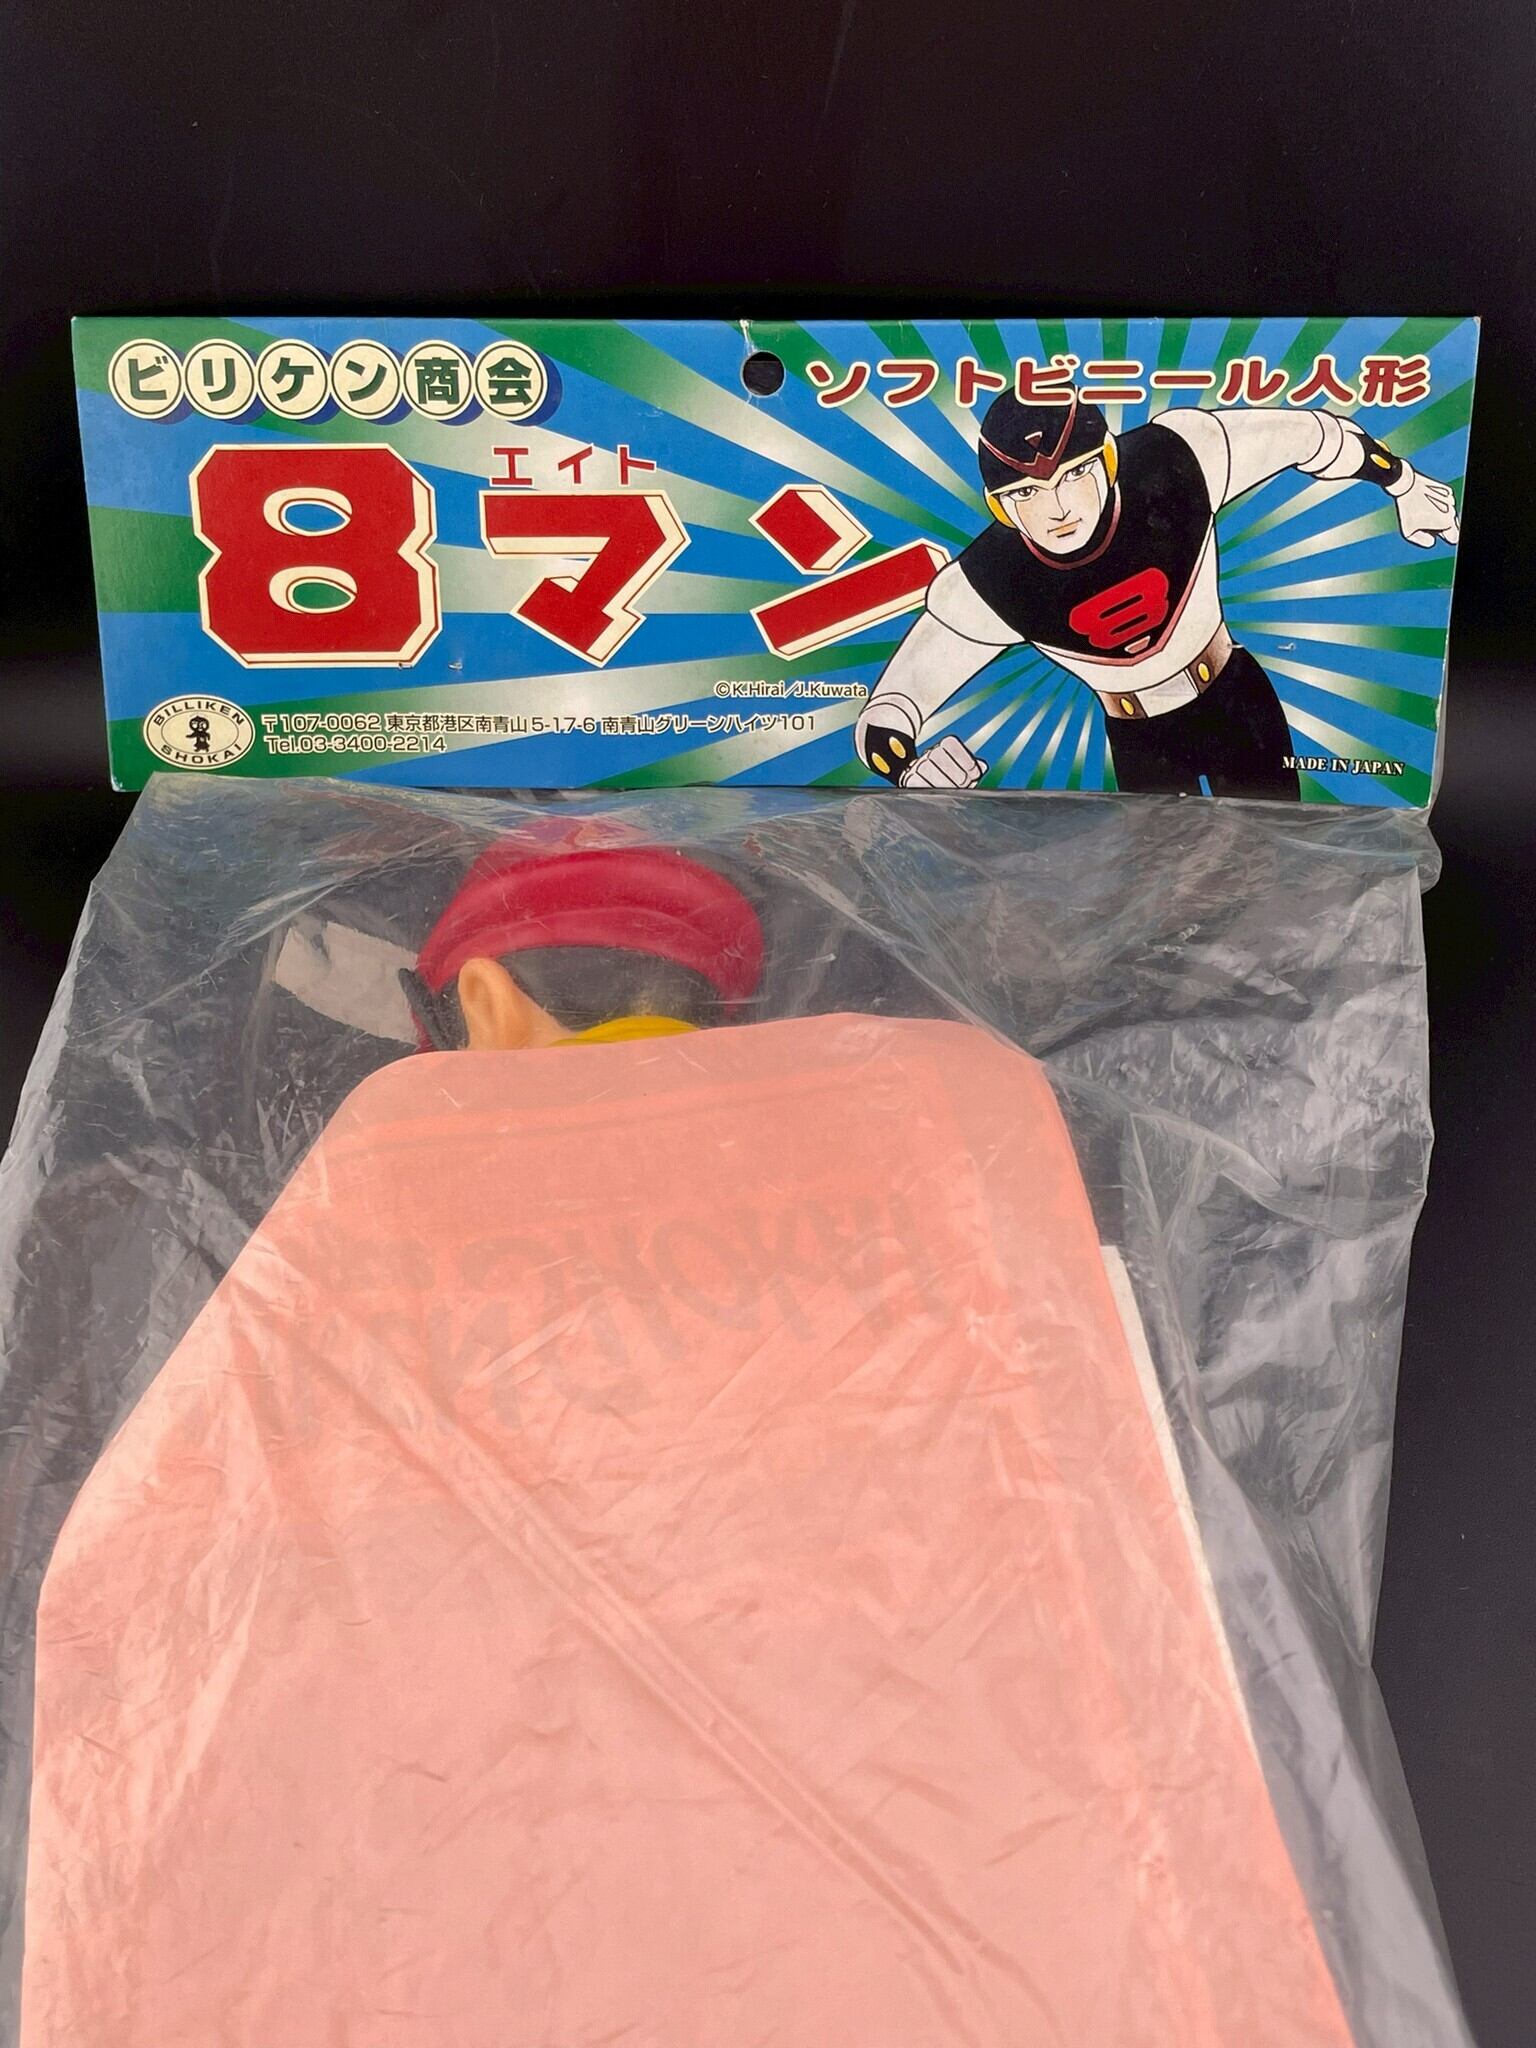 ビリケン商会
ソフトビニール人形
エイト
8マン
8
©K.Hirai/J.Kuwata
BILLIKEN SHOKAI
〒107-0062 東京都港区南青山5-17-6 南青山グリーンハイツ101
Tel.03-3400-2214
MADE IN JAPAN